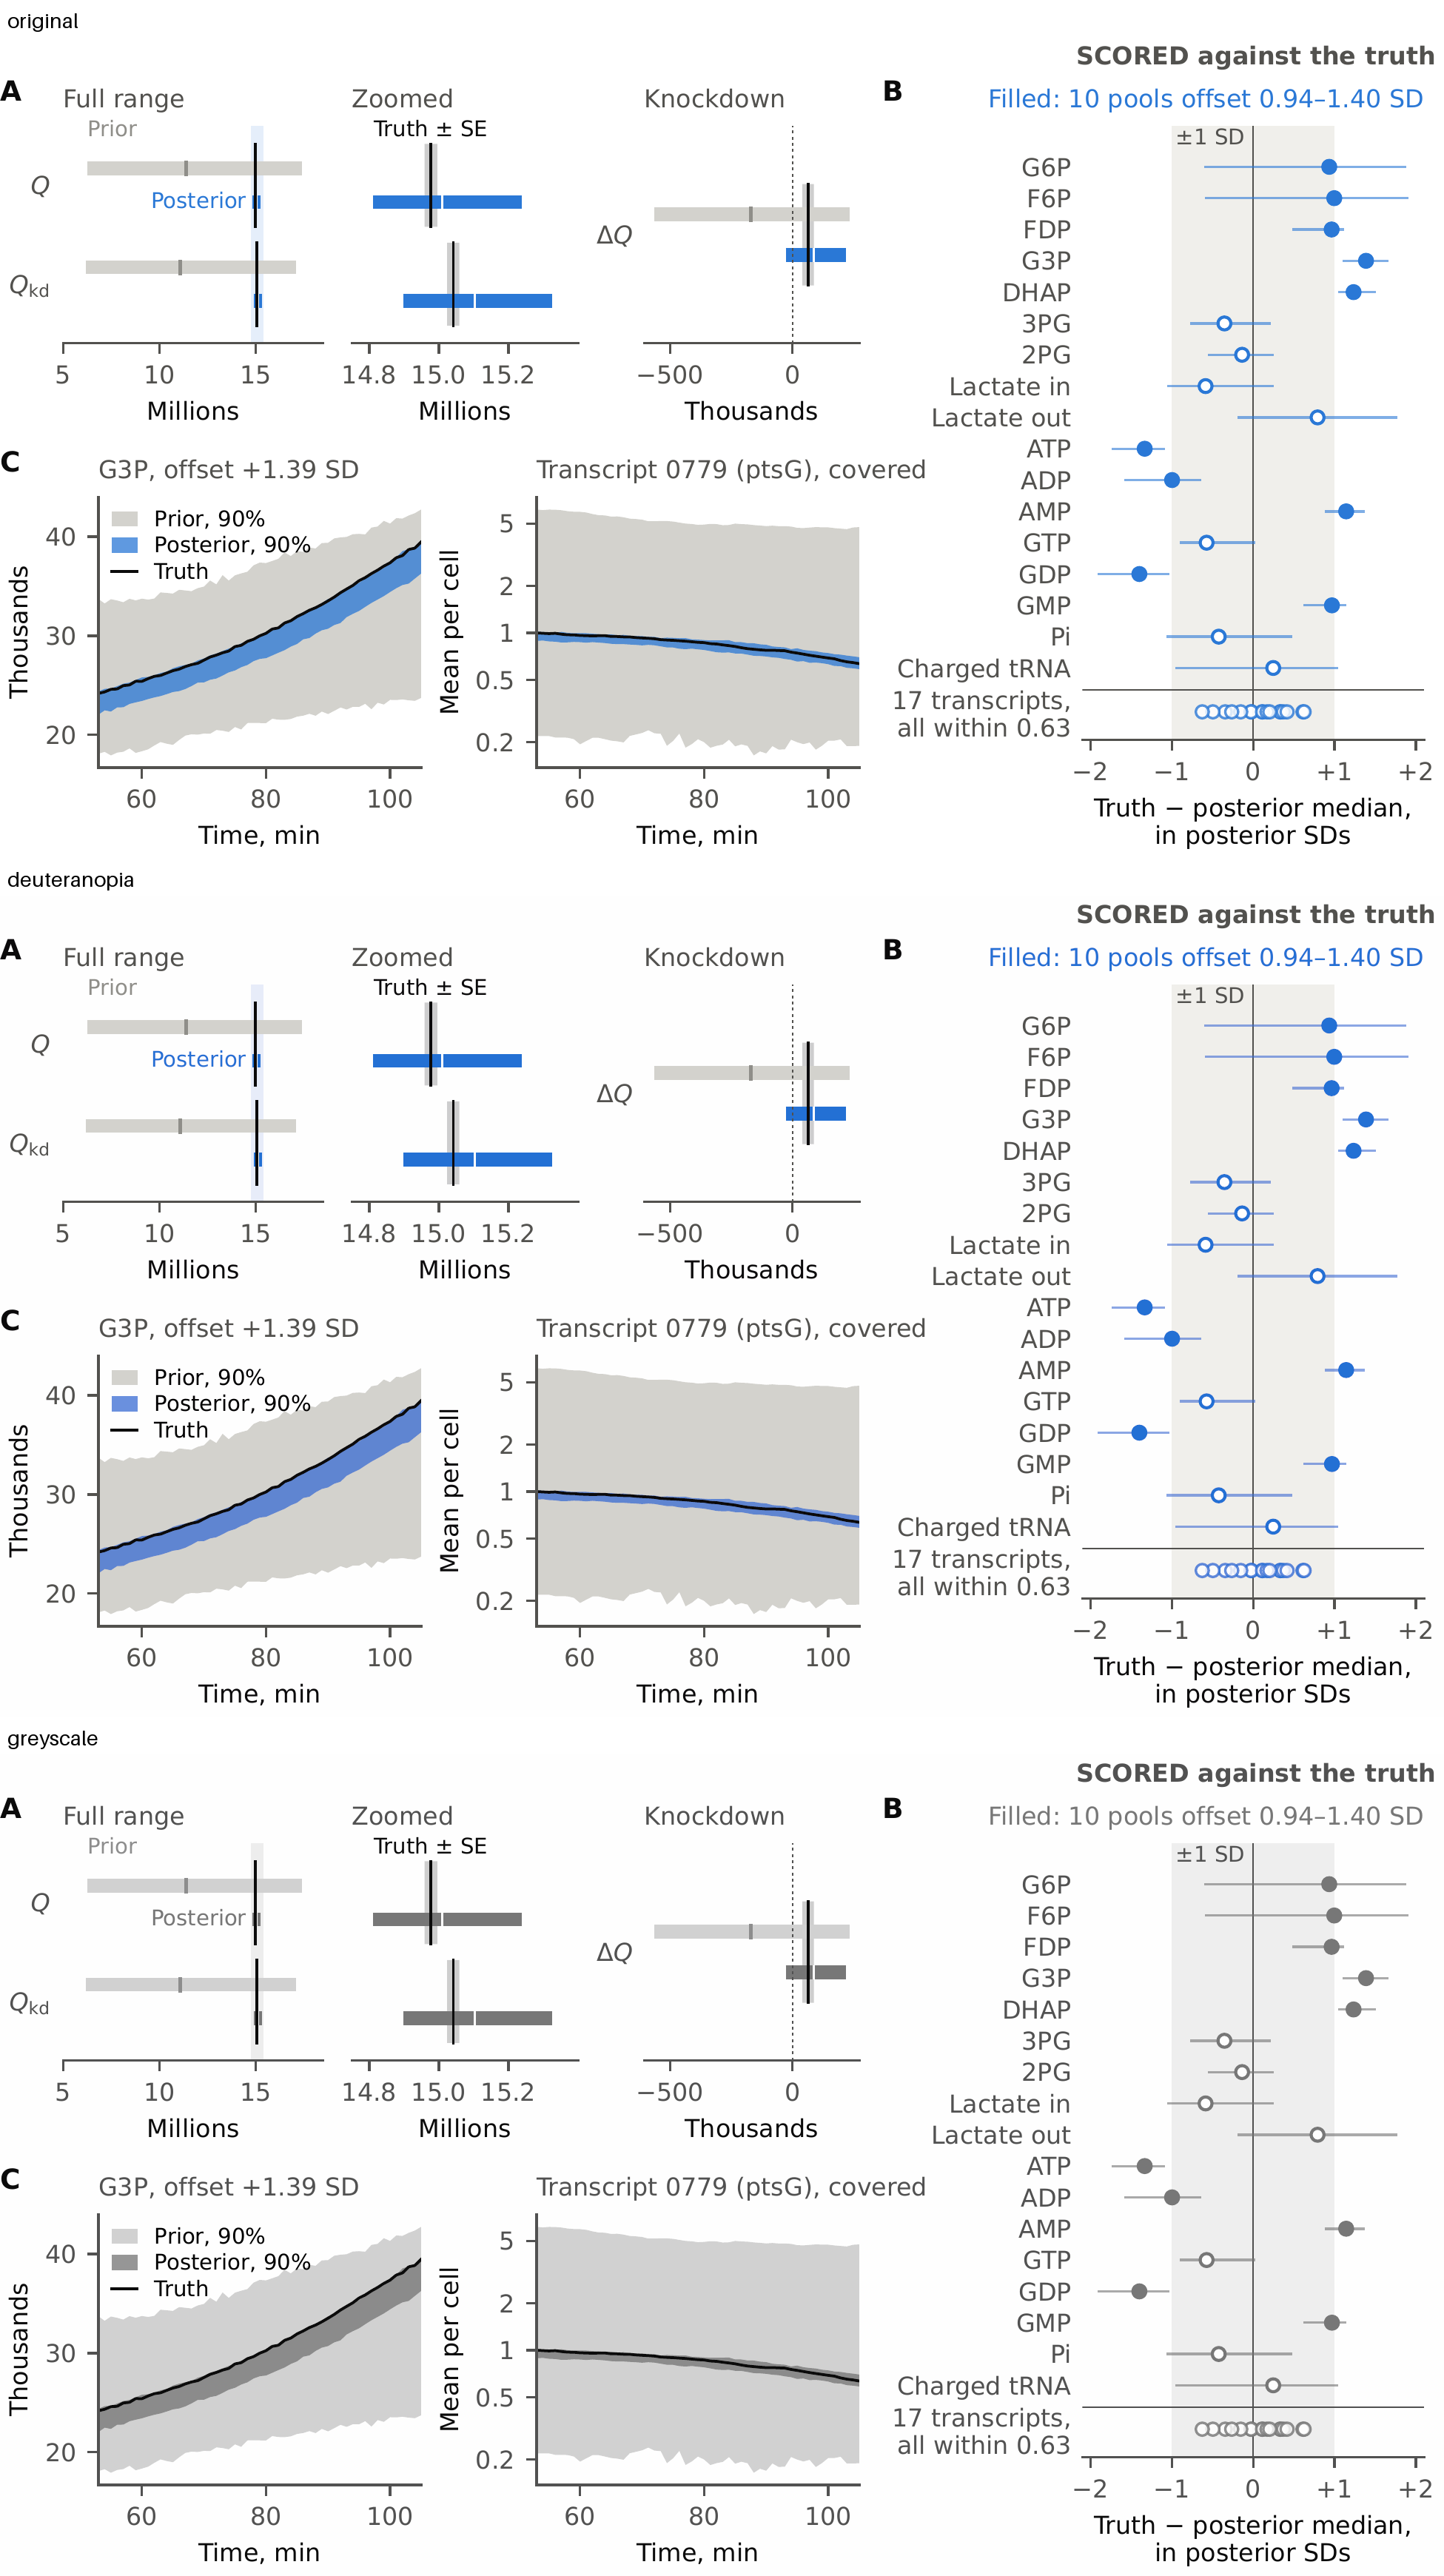 original
SCORED against the truth
A
Full range
Zoomed
Knockdown
B
Filled: 10 pools offset 0.94–1.40 SD
Prior
Truth ± SE
±1 SD
Q
Posterior
ΔQ
Qkd
5 10 15
14.8 15.0 15.2
−500 0
Millions
Millions
Thousands
G6P
F6P
FDP
G3P
DHAP
3PG
2PG
Lactate in
Lactate out
ATP
ADP
AMP
GTP
GDP
GMP
Pi
Charged tRNA
17 transcripts,
all within 0.63
−2 −1 0 +1 +2
Truth − posterior median,
in posterior SDs
C
G3P, offset +1.39 SD
Transcript 0779 (ptsG), covered
Prior, 90%
Posterior, 90%
Truth
Thousands
40
30
20
60 80 100
Time, min
Mean per cell
5
2
1
0.5
0.2
60 80 100
Time, min
deuteranopia
SCORED against the truth
A
Full range
Zoomed
Knockdown
B
Filled: 10 pools offset 0.94–1.40 SD
Prior
Truth ± SE
±1 SD
Q
Posterior
ΔQ
Qkd
5 10 15
14.8 15.0 15.2
−500 0
Millions
Millions
Thousands
G6P
F6P
FDP
G3P
DHAP
3PG
2PG
Lactate in
Lactate out
ATP
ADP
AMP
GTP
GDP
GMP
Pi
Charged tRNA
17 transcripts,
all within 0.63
−2 −1 0 +1 +2
Truth − posterior median,
in posterior SDs
C
G3P, offset +1.39 SD
Transcript 0779 (ptsG), covered
Prior, 90%
Posterior, 90%
Truth
Thousands
40
30
20
60 80 100
Time, min
Mean per cell
5
2
1
0.5
0.2
60 80 100
Time, min
greyscale
SCORED against the truth
A
Full range
Zoomed
Knockdown
B
Filled: 10 pools offset 0.94–1.40 SD
Prior
Truth ± SE
±1 SD
Q
Posterior
ΔQ
Qkd
5 10 15
14.8 15.0 15.2
−500 0
Millions
Millions
Thousands
G6P
F6P
FDP
G3P
DHAP
3PG
2PG
Lactate in
Lactate out
ATP
ADP
AMP
GTP
GDP
GMP
Pi
Charged tRNA
17 transcripts,
all within 0.63
−2 −1 0 +1 +2
Truth − posterior median,
in posterior SDs
C
G3P, offset +1.39 SD
Transcript 0779 (ptsG), covered
Prior, 90%
Posterior, 90%
Truth
Thousands
40
30
20
60 80 100
Time, min
Mean per cell
5
2
1
0.5
0.2
60 80 100
Time, min